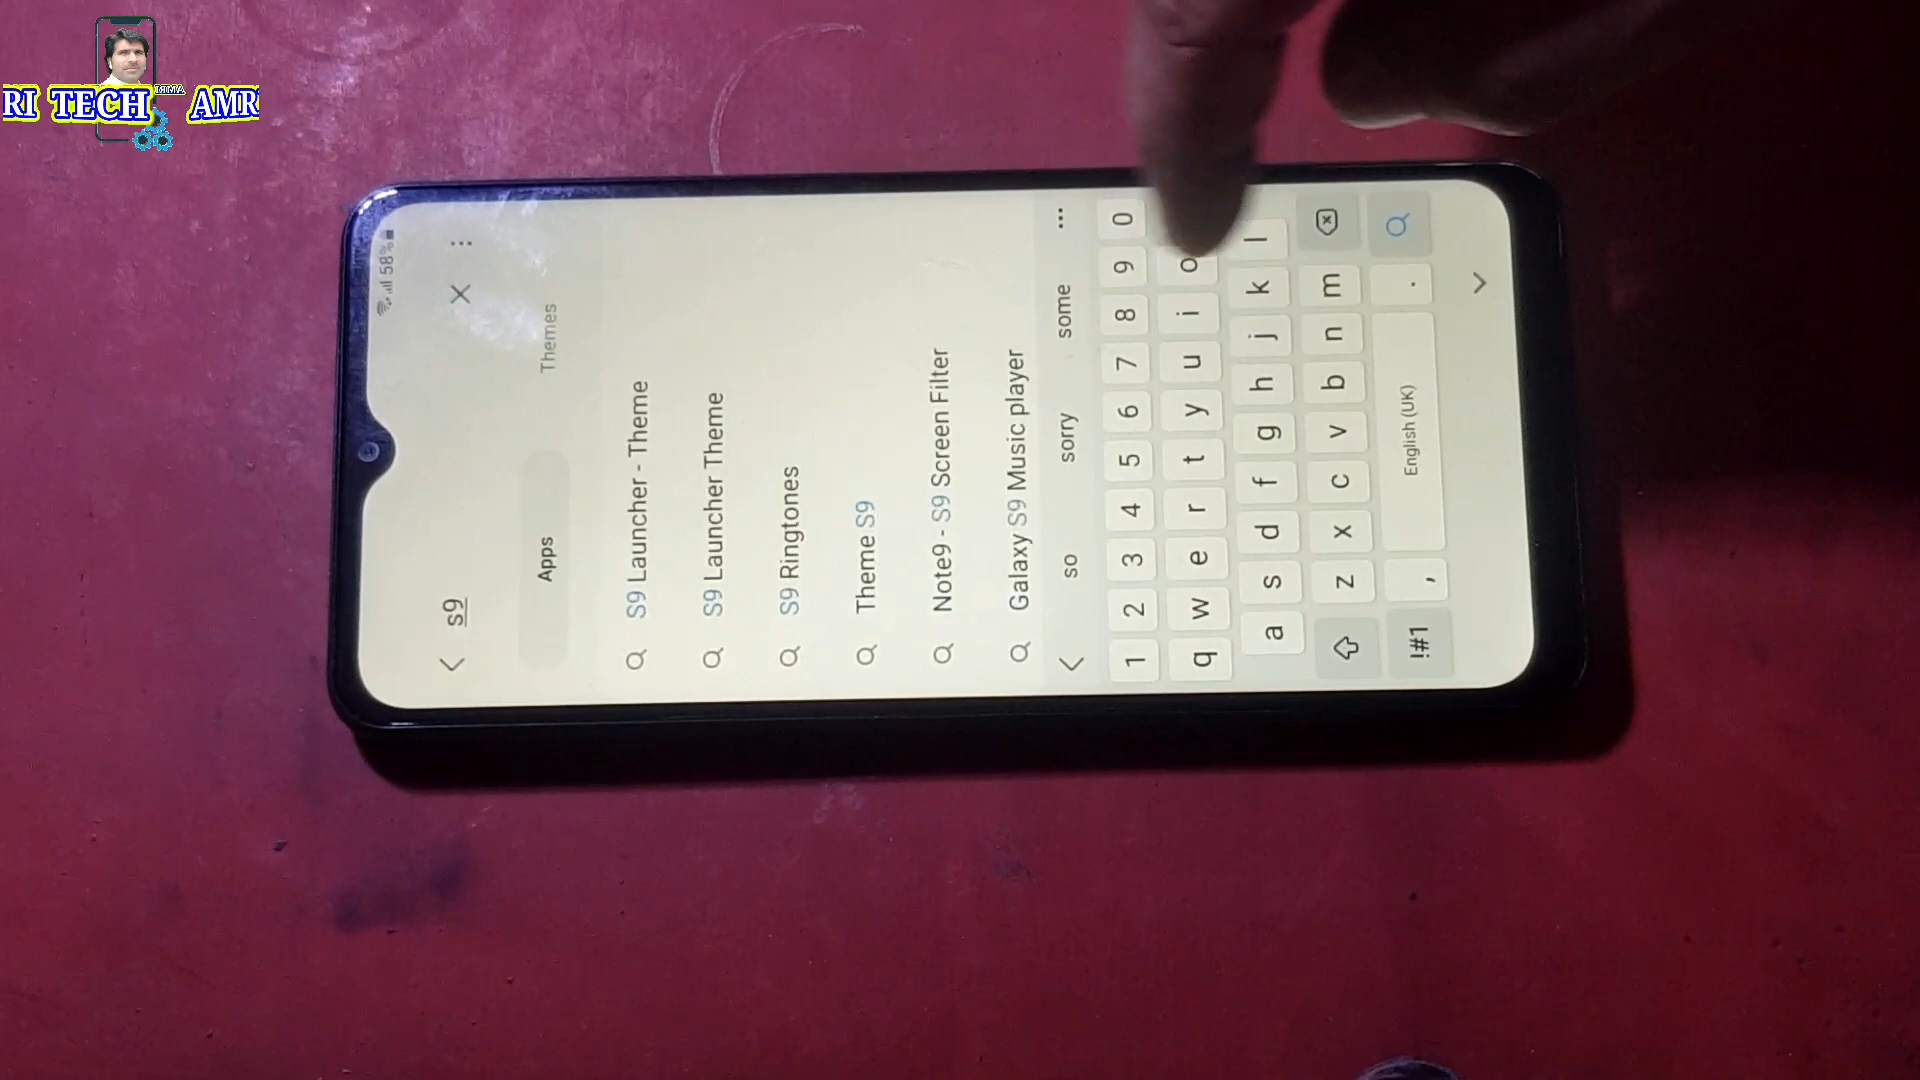 RI TECH AMR
58%
s9
Apps Themes
S9 Launcher - Theme
S9 Launcher Theme
S9 Ringtones
Theme S9
Note9 - S9 Screen Filter
Galaxy S9 Music player
so sorry some
1 2 3 4 5 6 7 8 9 0
q w e r t y u i o
a s d f g h j k l
z x c v b n m
!#1 , English (UK) .